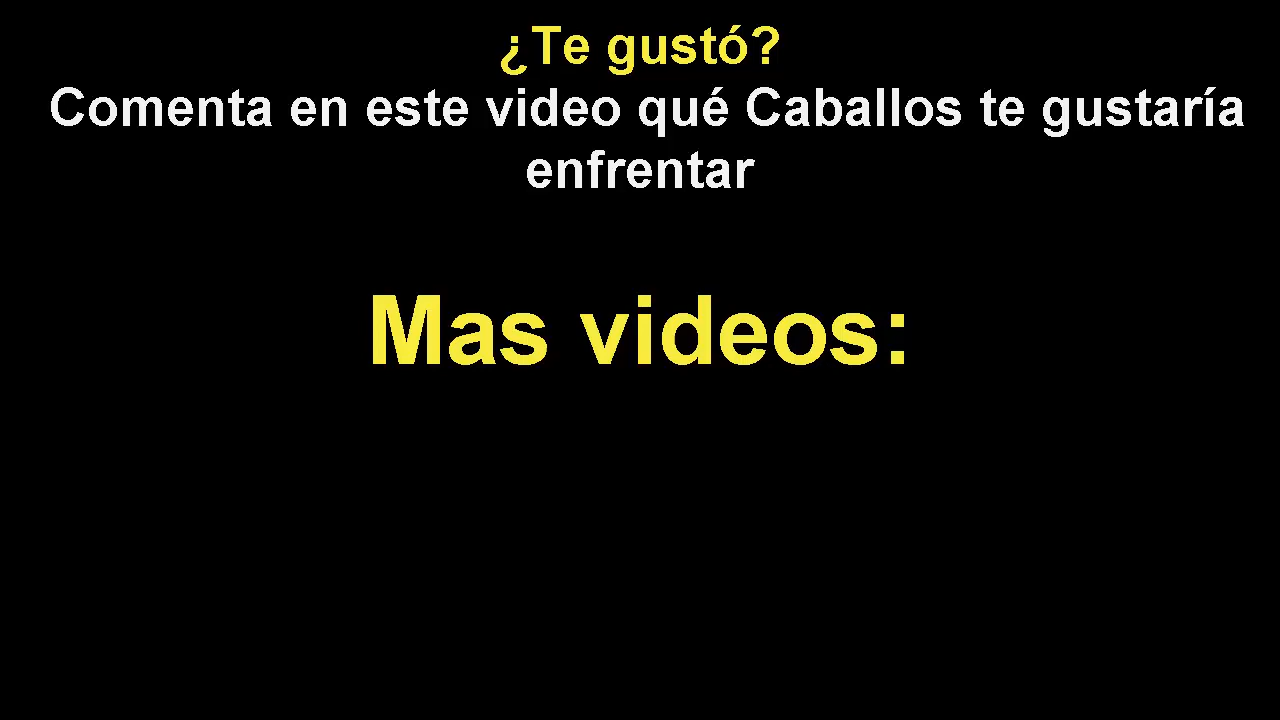 ¿Te gustó?
Comenta en este video qué Caballos te gustaría
enfrentar
Mas videos: